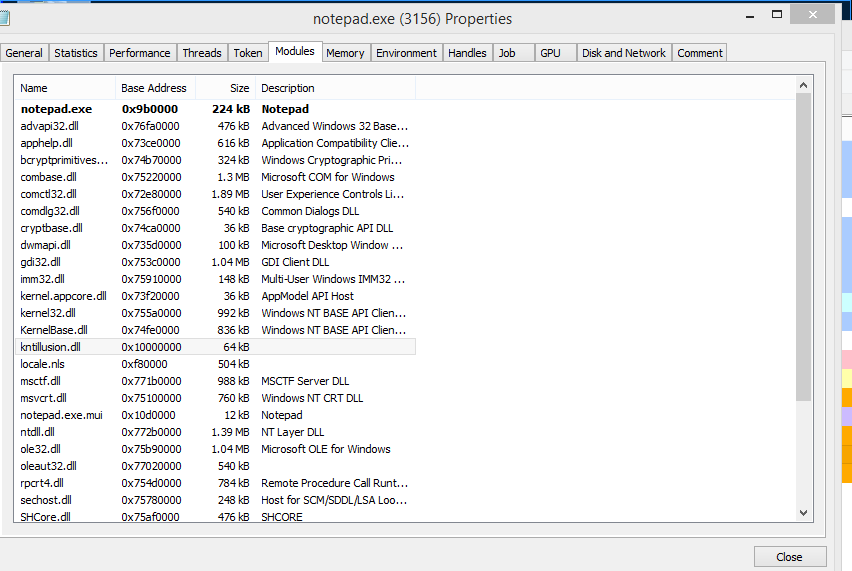 notepad.exe (3156) Properties
General Statistics Performance Threads Token Modules Memory Environment Handles Job GPU Disk and Network Comment
Name Base Address Size Description
notepad.exe 0x9b0000 224 kB Notepad
advapi32.dll 0x76fa0000 476 kB Advanced Windows 32 Base...
apphelp.dll 0x73ce0000 616 kB Application Compatibility Clie...
bcryptprimitives... 0x74b70000 324 kB Windows Cryptographic Pri...
combase.dll 0x75220000 1.3 MB Microsoft COM for Windows
comctl32.dll 0x72e80000 1.89 MB User Experience Controls Li...
comdlg32.dll 0x756f0000 540 kB Common Dialogs DLL
cryptbase.dll 0x74ca0000 36 kB Base cryptographic API DLL
dwmapi.dll 0x735d0000 100 kB Microsoft Desktop Window ...
gdi32.dll 0x753c0000 1.04 MB GDI Client DLL
imm32.dll 0x75910000 148 kB Multi-User Windows IMM32 ...
kernel.appcore.dll 0x73f20000 36 kB AppModel API Host
kernel32.dll 0x755a0000 992 kB Windows NT BASE API Clien...
KernelBase.dll 0x74fe0000 836 kB Windows NT BASE API Clien...
kntillusion.dll 0x10000000 64 kB
locale.nls 0xf80000 504 kB
msctf.dll 0x771b0000 988 kB MSCTF Server DLL
msvcrt.dll 0x75100000 760 kB Windows NT CRT DLL
notepad.exe.mui 0x10d0000 12 kB Notepad
ntdll.dll 0x772b0000 1.39 MB NT Layer DLL
ole32.dll 0x75b90000 1.04 MB Microsoft OLE for Windows
oleaut32.dll 0x77020000 540 kB
rpcrt4.dll 0x754d0000 784 kB Remote Procedure Call Runt...
sechost.dll 0x75780000 248 kB Host for SCM/SDDL/LSA Loo...
SHCore.dll 0x75af0000 476 kB SHCORE
Close